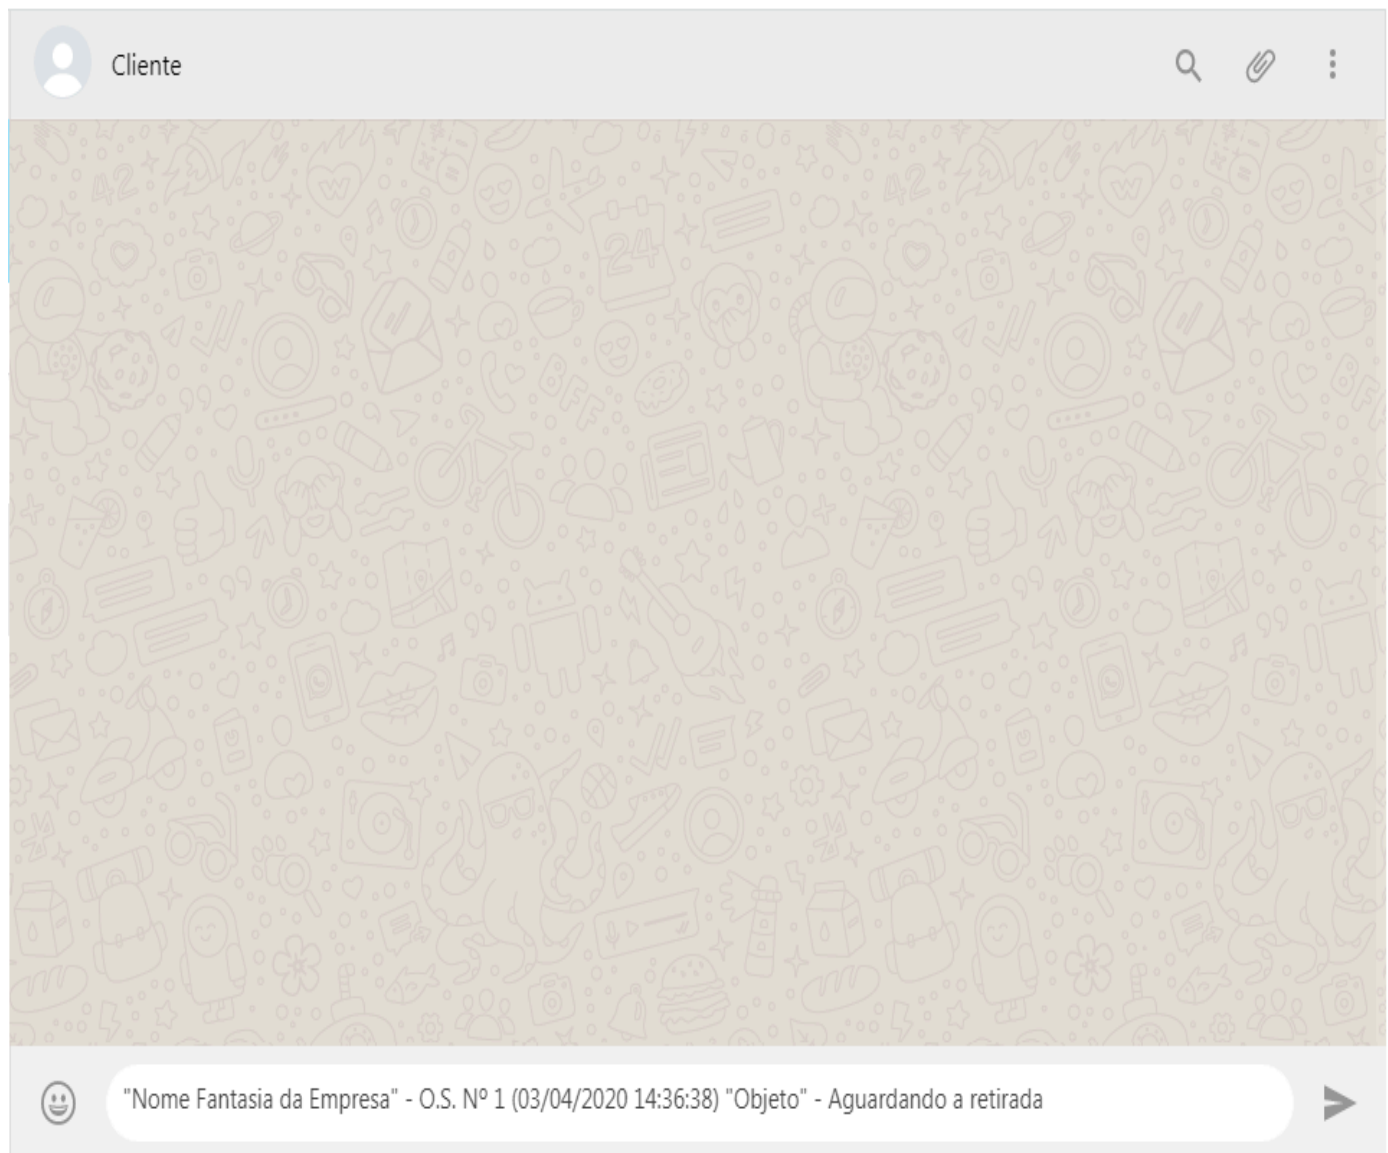 Cliente
"Nome Fantasia da Empresa" - O.S. Nº 1 (03/04/2020 14:36:38) "Objeto" - Aguardando a retirada